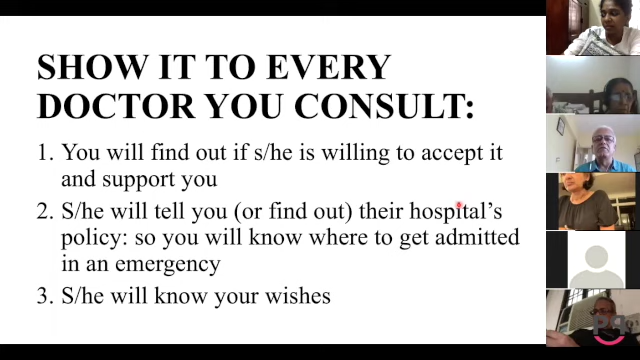 SHOW IT TO EVERY
DOCTOR YOU CONSULT:
1. You will find out if s/he is willing to accept it
and support you
2. S/he will tell you (or find out) their hospital's
policy: so you will know where to get admitted
in an emergency
3. S/he will know your wishes